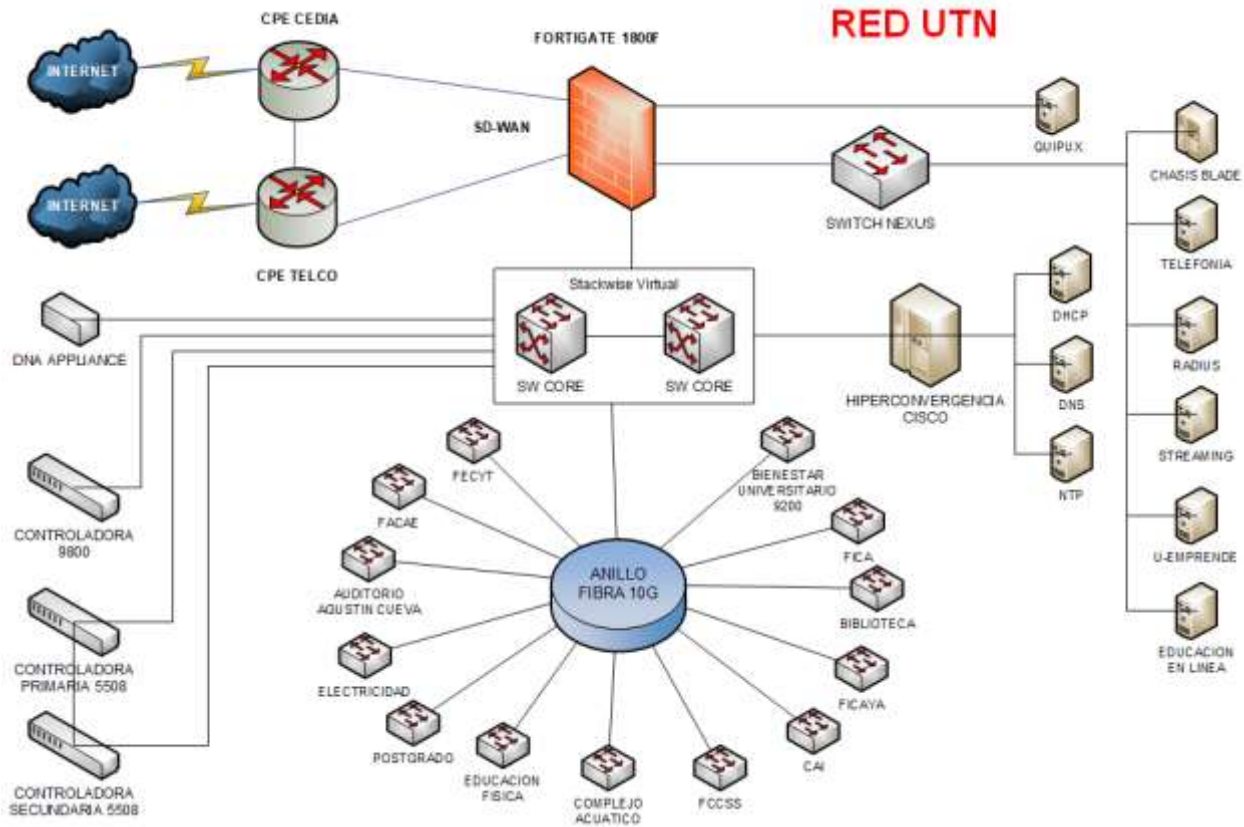 RED UTN
CPE CEDIA
FORTIGATE 1800F
INTERNET
SD-WAN
QUIPUX
CHASIS BLADE
INTERNET
SWITCH NEXUS
CPE TELCO
TELEFONIA
Stackwise Virtual
DNA APPLIANCE
SW CORE
SW CORE
DHCP
RADIUS
HIPERCONVERGENCIA
CISCO
DNS
STREAMING
NTP
FECYT
BIENESTAR
UNIVERSITARIO
9200
FACAE
FICA
CONTROLADORA
9800
U-EMPRENDE
ANILLO
FIBRA 10G
AUDITORIO
AGUSTIN CUEVA
BIBLIOTECA
EDUCACION
EN LINEA
CONTROLADORA
PRIMARIA 5508
ELECTRICIDAD
FICAYA
POSTGRADO
EDUCACION
FISICA
COMPLEJO
ACUATICO
FCCSS
CAI
CONTROLADORA
SECUNDARIA 5508